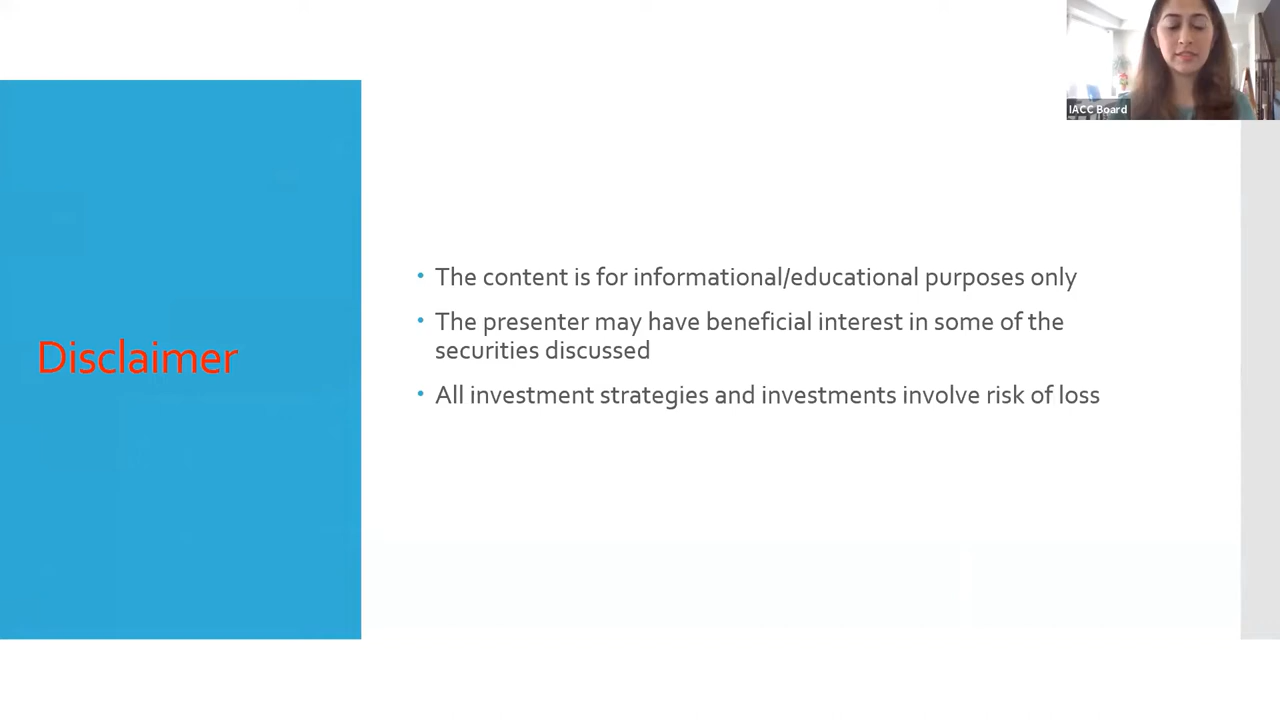 IACC Board
Disclaimer
• The content is for informational/educational purposes only
• The presenter may have beneficial interest in some of the
securities discussed
• All investment strategies and investments involve risk of loss